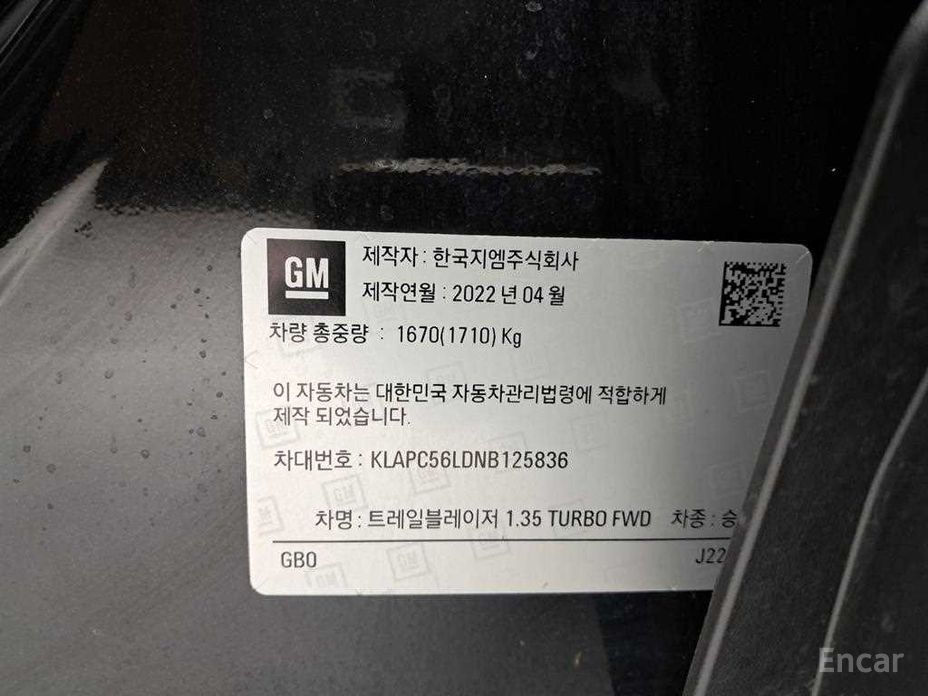 GM
제작자 : 한국지엠주식회사
제작연월 : 2022 년 04 월
차량 총중량 : 1670(1710) Kg
이 자동차는 대한민국 자동차관리법령에 적합하게
제작 되었습니다.
차대번호 : KLAPC56LDNB125836
차명 : 트레일블레이저 1.35 TURBO FWD 차종 : 승
GB0 J22
Encar